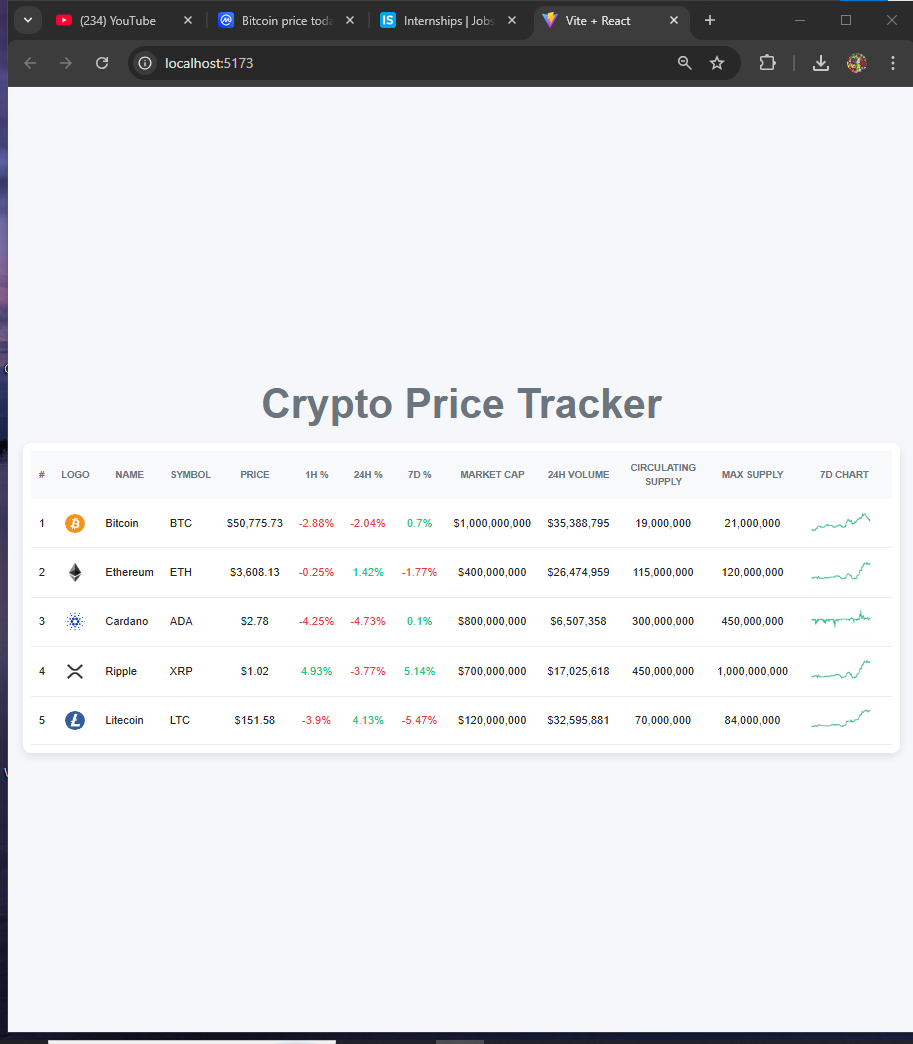 (234) YouTube
Bitcoin price toda
Internships | Jobs
Vite + React
localhost:5173
Crypto Price Tracker
# LOGO NAME SYMBOL PRICE 1H % 24H % 7D % MARKET CAP 24H VOLUME CIRCULATING SUPPLY MAX SUPPLY 7D CHART
1 Bitcoin BTC $50,775.73 -2.88% -2.04% 0.7% $1,000,000,000 $35,388,795 19,000,000 21,000,000
2 Ethereum ETH $3,608.13 -0.25% 1.42% -1.77% $400,000,000 $26,474,959 115,000,000 120,000,000
3 Cardano ADA $2.78 -4.25% -4.73% 0.1% $800,000,000 $6,507,358 300,000,000 450,000,000
4 Ripple XRP $1.02 4.93% -3.77% 5.14% $700,000,000 $17,025,618 450,000,000 1,000,000,000
5 Litecoin LTC $151.58 -3.9% 4.13% -5.47% $120,000,000 $32,595,881 70,000,000 84,000,000